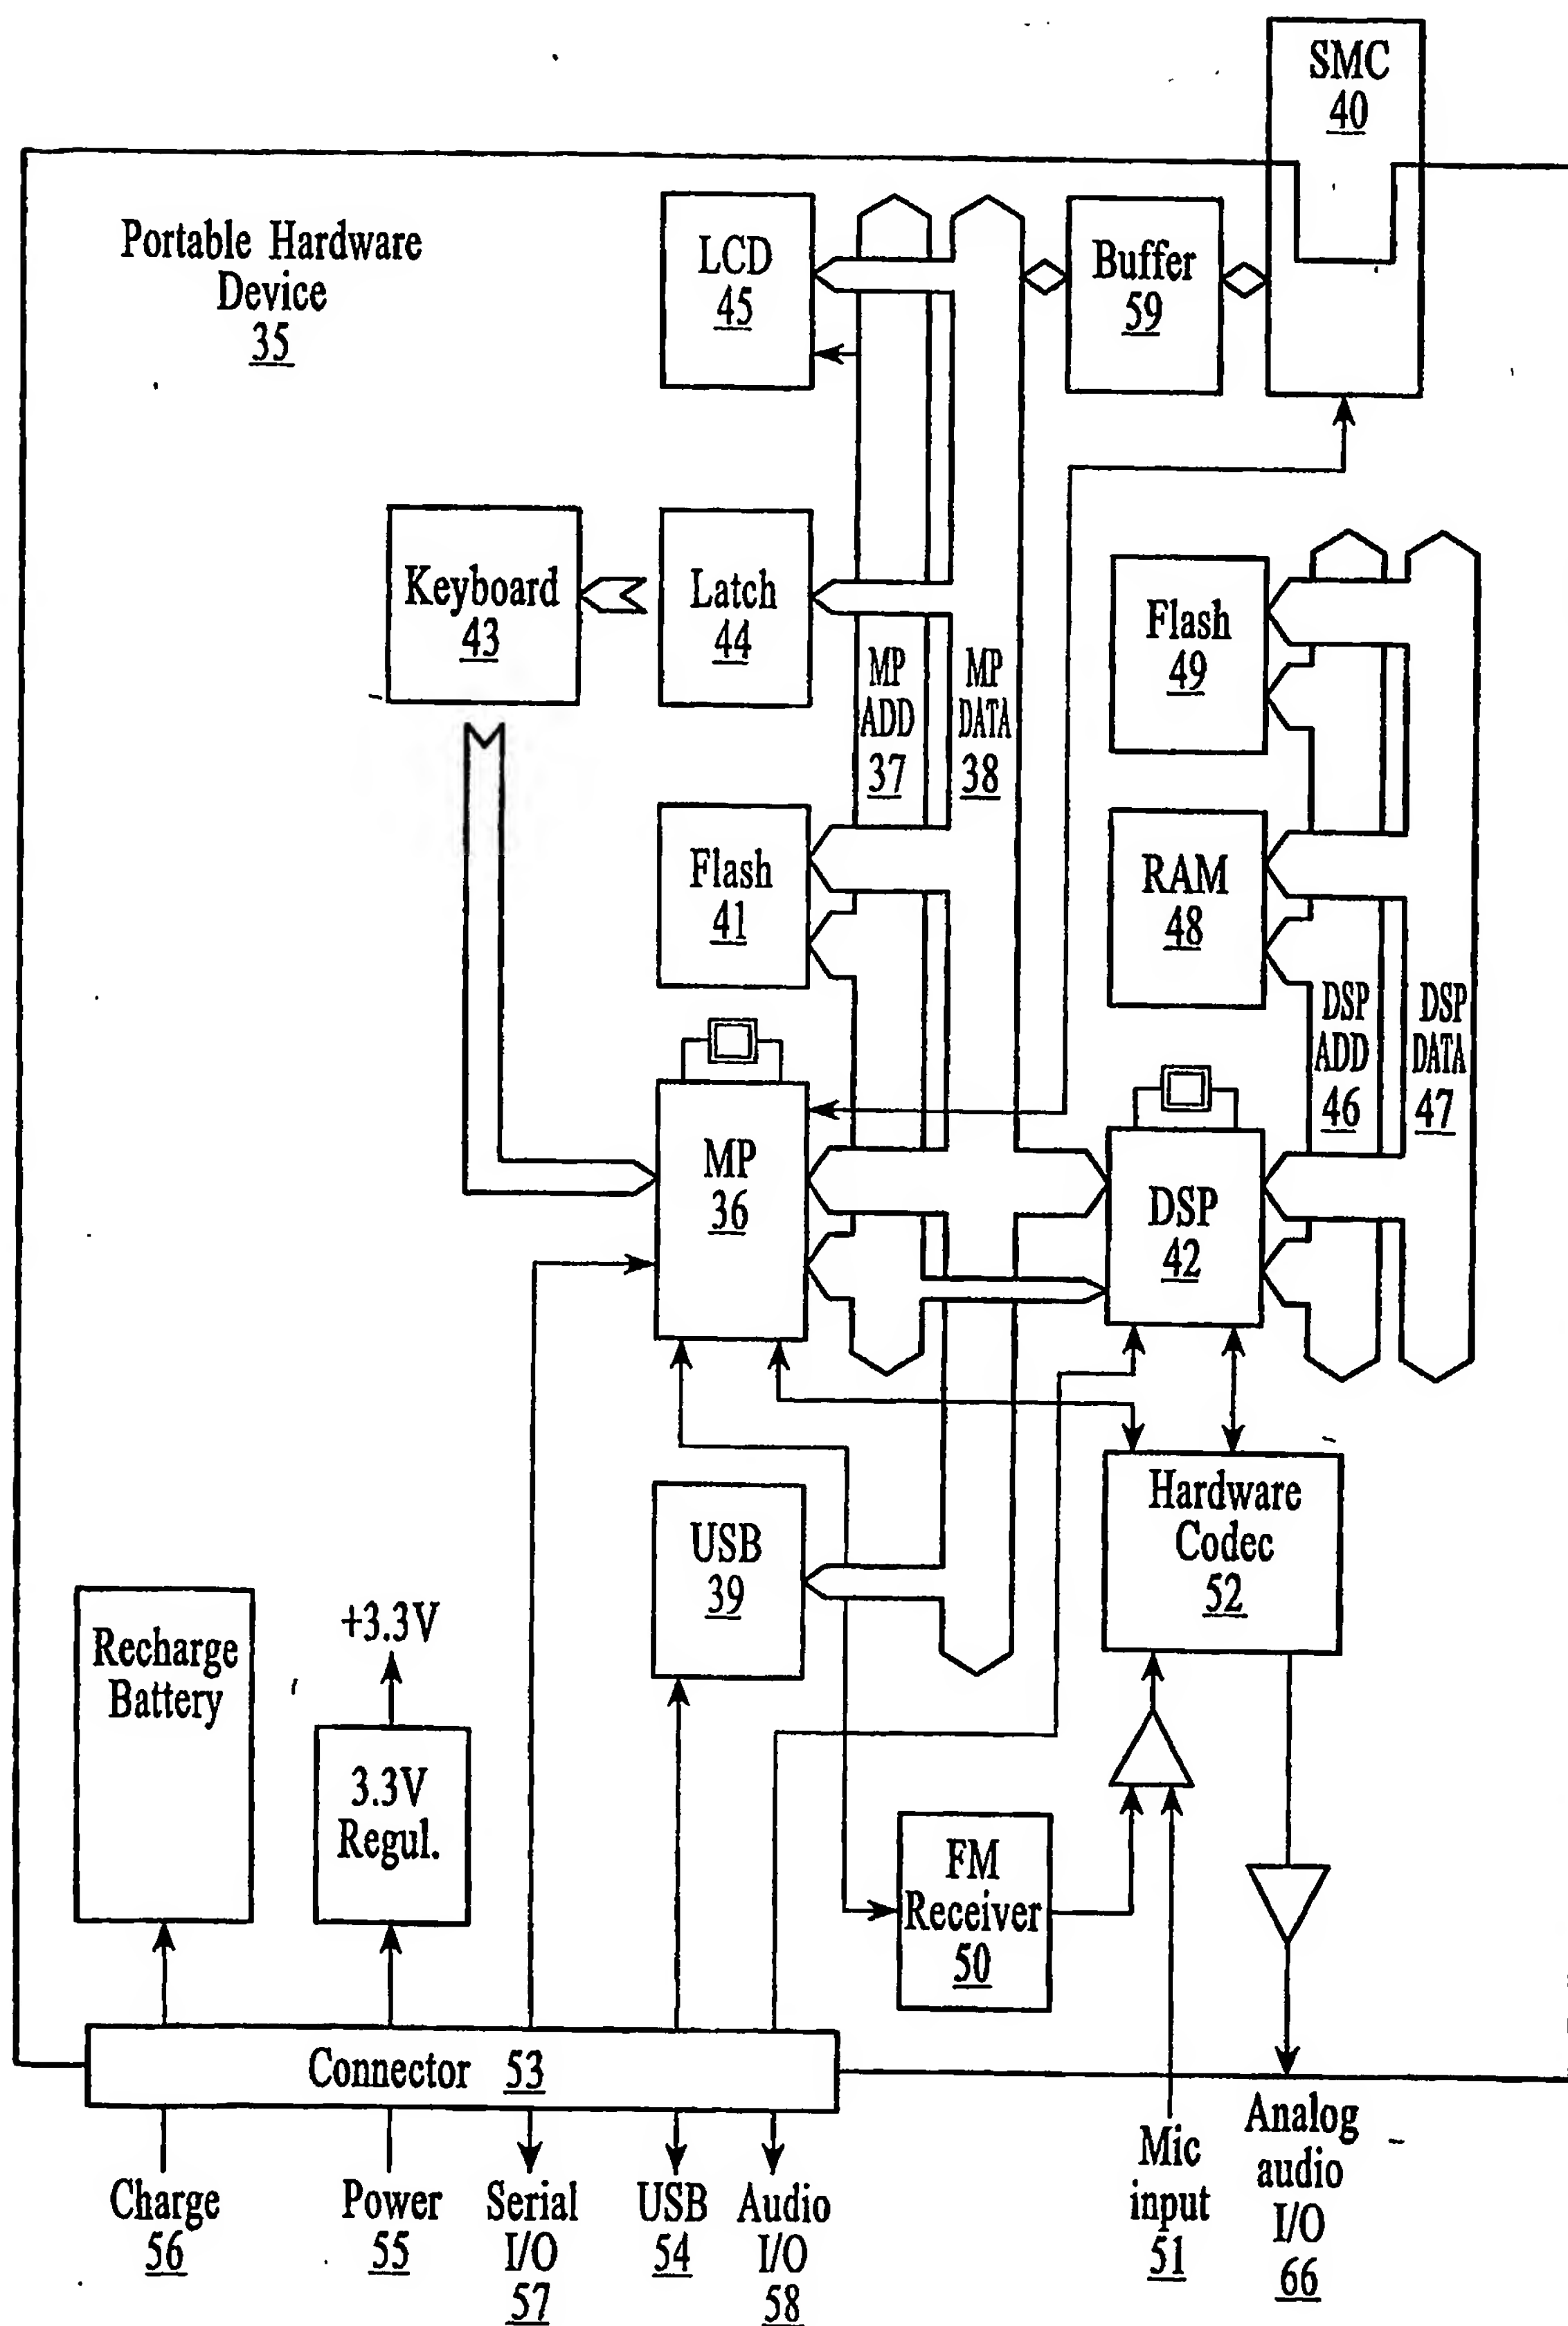 SMC
40
Portable Hardware
Device
35
LCD
45
Buffer
59
Keyboard
43
Latch
44
MP
ADD
37
MP
DATA
38
Flash
49
Flash
41
RAM
48
DSP
ADD
46
DSP
DATA
47
MP
36
DSP
42
USB
39
Hardware
Codec
52
Recharge
Battery
+3.3V
3.3V
Regul.
FM
Receiver
50
Connector 53
Charge
56
Power
55
Serial
I/O
57
USB
54
Audio
I/O
58
Mic
input
51
Analog
audio
I/O
66